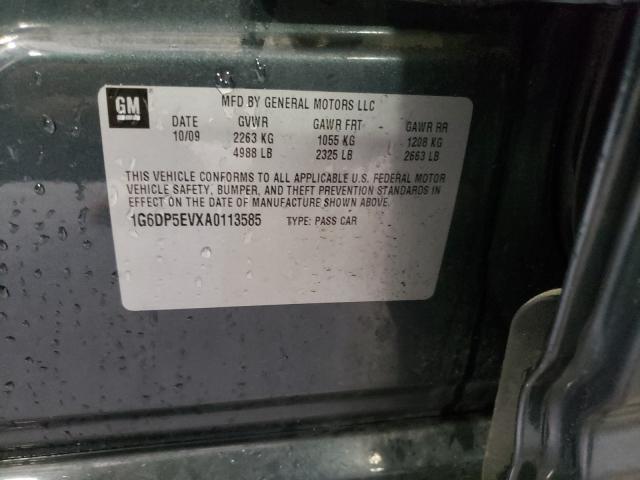 GM
MFD BY GENERAL MOTORS LLC
DATE GVWR GAWR FRT GAWR RR
10/09 2263 KG 1055 KG 1208 KG
4988 LB 2325 LB 2663 LB
THIS VEHICLE CONFORMS TO ALL APPLICABLE U.S. FEDERAL MOTOR
VEHICLE SAFETY, BUMPER, AND THEFT PREVENTION STANDARDS IN
EFFECT ON THE DATE OF MANUFACTURE SHOWN ABOVE.
1G6DP5EVXA0113585 TYPE: PASS CAR